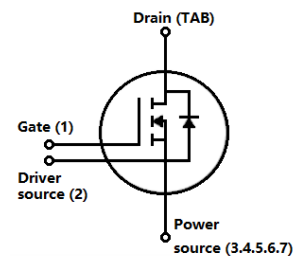 Drain (TAB)
Gate (1)
Driver
source (2)
Power
source (3.4.5.6.7)